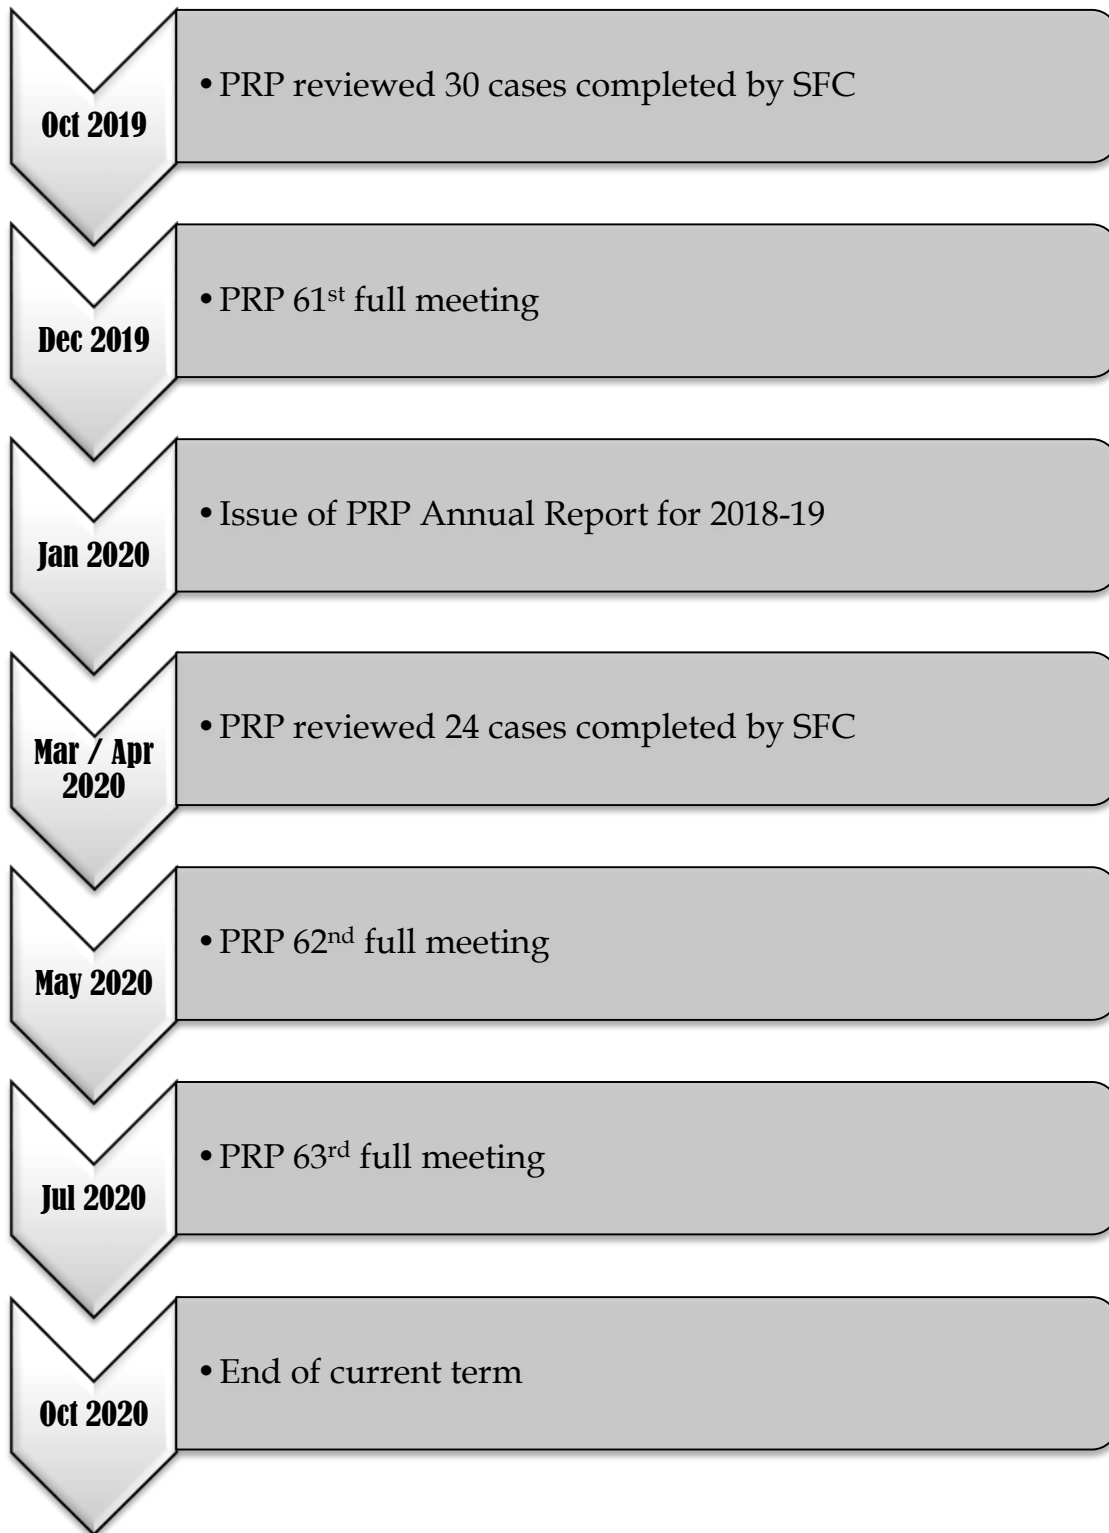 Oct 2019
• PRP reviewed 30 cases completed by SFC
Dec 2019
• PRP 61st full meeting
Jan 2020
• Issue of PRP Annual Report for 2018-19
Mar / Apr
2020
• PRP reviewed 24 cases completed by SFC
May 2020
• PRP 62nd full meeting
Jul 2020
• PRP 63rd full meeting
Oct 2020
• End of current term